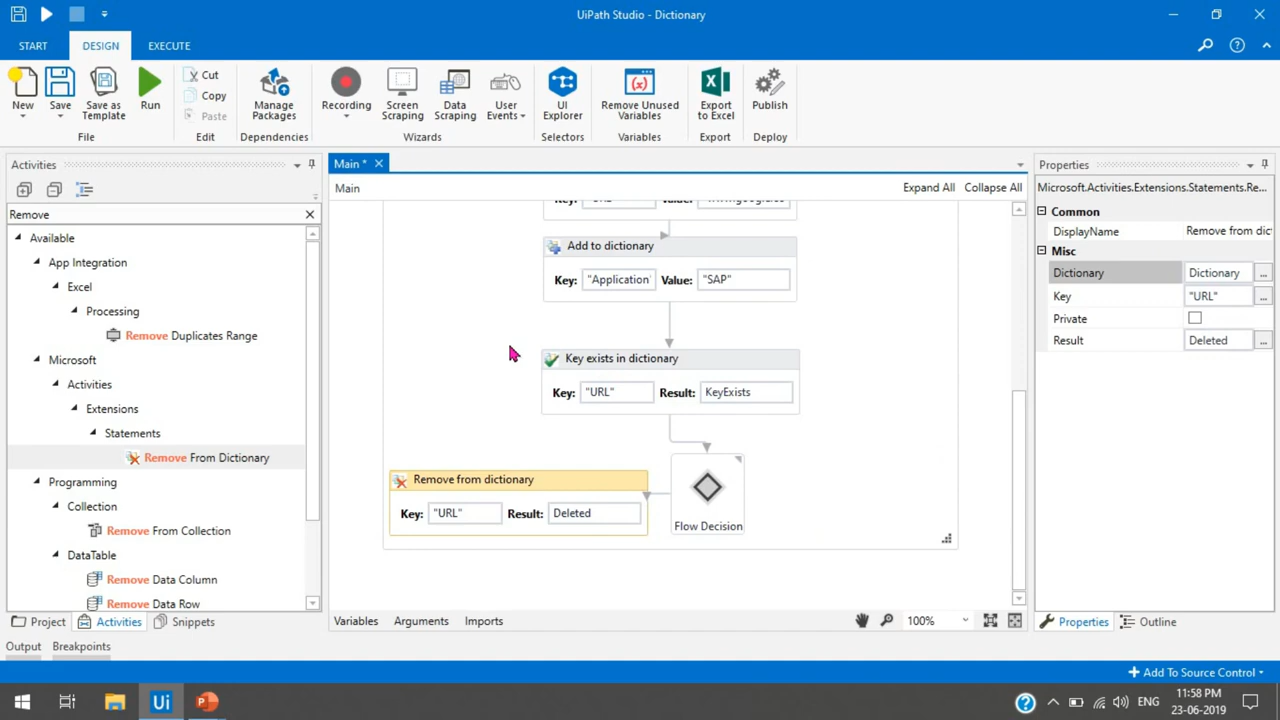 UiPath Studio - Dictionary
START DESIGN EXECUTE
New Save Save as Template Run Cut Copy Paste Manage Packages Recording Screen Scraping Data Scraping User Events UI Explorer Remove Unused Variables Export to Excel Publish
File Edit Dependencies Wizards Selectors Variables Export Deploy
Activities
Remove
Available
App Integration
Excel
Processing
Remove Duplicates Range
Microsoft
Activities
Extensions
Statements
Remove From Dictionary
Programming
Collection
Remove From Collection
DataTable
Remove Data Column
Remove Data Row
Project Activities Snippets
Output Breakpoints
Main *
Main Expand All Collapse All
Add to dictionary
Key: "Application" Value: "SAP"
Key exists in dictionary
Key: "URL" Result: KeyExists
Remove from dictionary
Key: "URL" Result: Deleted
Flow Decision
Variables Arguments Imports 100%
Properties
Microsoft.Activities.Extensions.Statements.Re...
Common
DisplayName Remove from dict
Misc
Dictionary Dictionary ...
Key "URL" ...
Private
Result Deleted ...
Properties Outline
Add To Source Control
Ui P ENG 11:58 PM
23-06-2019